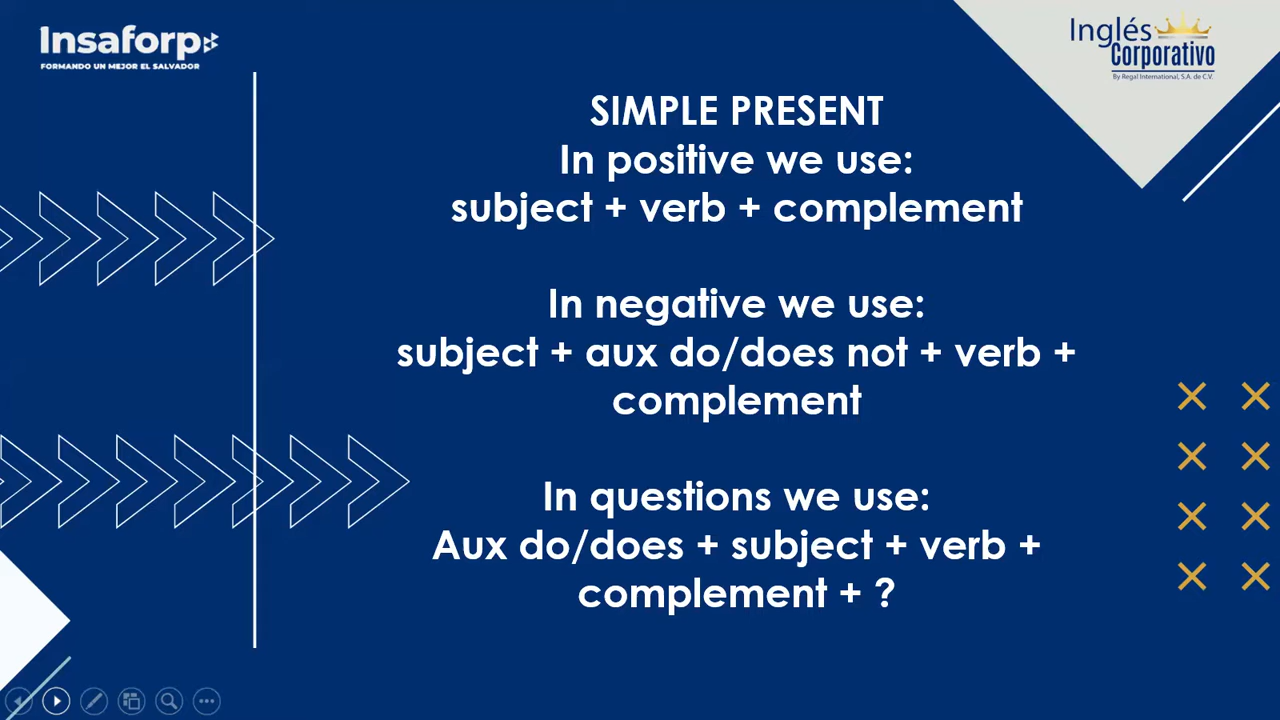 Insaforp
FORMANDO UN MEJOR EL SALVADOR
Inglés
Corporativo
By Regal International, S.A. de C.V.
SIMPLE PRESENT
In positive we use:
subject + verb + complement
In negative we use:
subject + aux do/does not + verb +
complement
In questions we use:
Aux do/does + subject + verb +
complement + ?